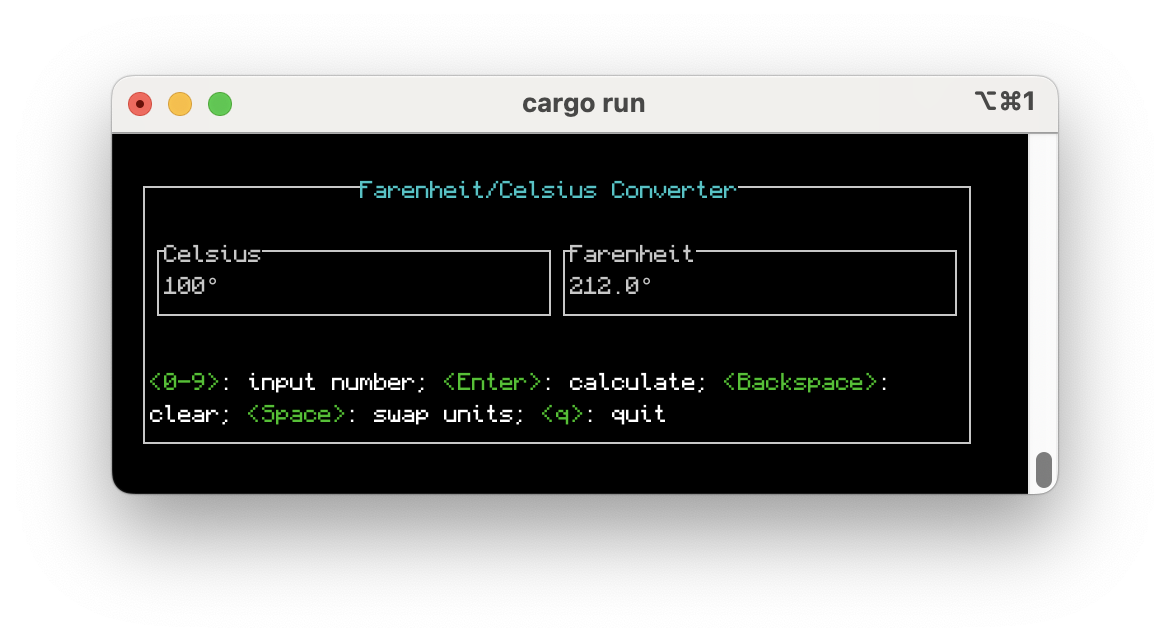 cargo run ⌥⌘1
Farenheit/Celsius Converter
Celsius Farenheit
100° 212.0°
<0-9>: input number; <Enter>: calculate; <Backspace>:
clear; <Space>: swap units; <q>: quit